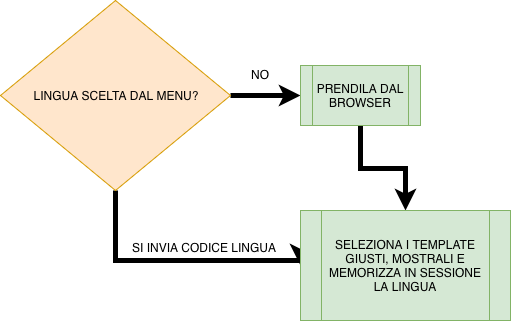 NO
LINGUA SCELTA DAL MENU?
PRENDILA DAL
BROWSER
SI INVIA CODICE LINGUA
SELEZIONA I TEMPLATE
GIUSTI, MOSTRALI E
MEMORIZZA IN SESSIONE
LA LINGUA